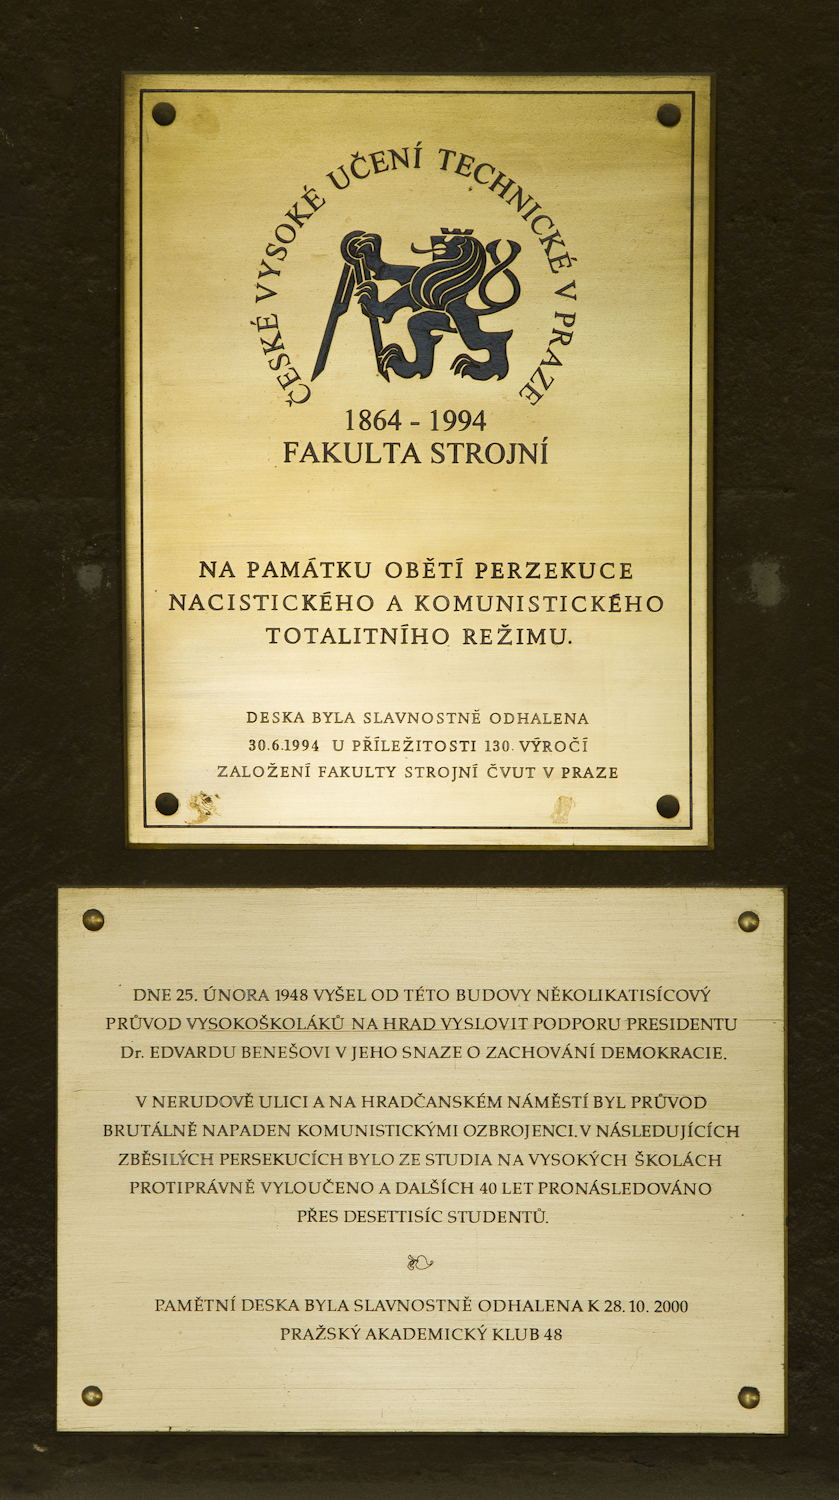 ČESKÉ VYSOKÉ UČENÍ TECHNICKÉ V PRAZE
1864 - 1994
FAKULTA STROJNÍ
NA PAMÁTKU OBĚTÍ PERZEKUCE
NACISTICKÉHO A KOMUNISTICKÉHO
TOTALITNÍHO REŽIMU.
DESKA BYLA SLAVNOSTNĚ ODHALENA
30.6.1994 U PŘÍLEŽITOSTI 130. VÝROČÍ
ZALOŽENÍ FAKULTY STROJNÍ ČVUT V PRAZE
DNE 25. ÚNORA 1948 VYŠEL OD TÉTO BUDOVY NĚKOLIKATISÍCOVÝ
PRŮVOD VYSOKOŠKOLÁKŮ NA HRAD VYSLOVIT PODPORU PRESIDENTU
Dr. EDVARDU BENEŠOVI V JEHO SNAZE O ZACHOVÁNÍ DEMOKRACIE.
V NERUDOVĚ ULICI A NA HRADČANSKÉM NÁMĚSTÍ BYL PRŮVOD
BRUTÁLNĚ NAPADEN KOMUNISTICKÝMI OZBROJENCI. V NÁSLEDUJÍCÍCH
ZBĚSILÝCH PERSEKUCÍCH BYLO ZE STUDIA NA VYSOKÝCH ŠKOLÁCH
PROTIPRÁVNĚ VYLOUČENO A DALŠÍCH 40 LET PRONÁSLEDOVÁNO
PŘES DESETTISÍC STUDENTŮ.
PAMĚTNÍ DESKA BYLA SLAVNOSTNĚ ODHALENA K 28. 10. 2000
PRAŽSKÝ AKADEMICKÝ KLUB 48